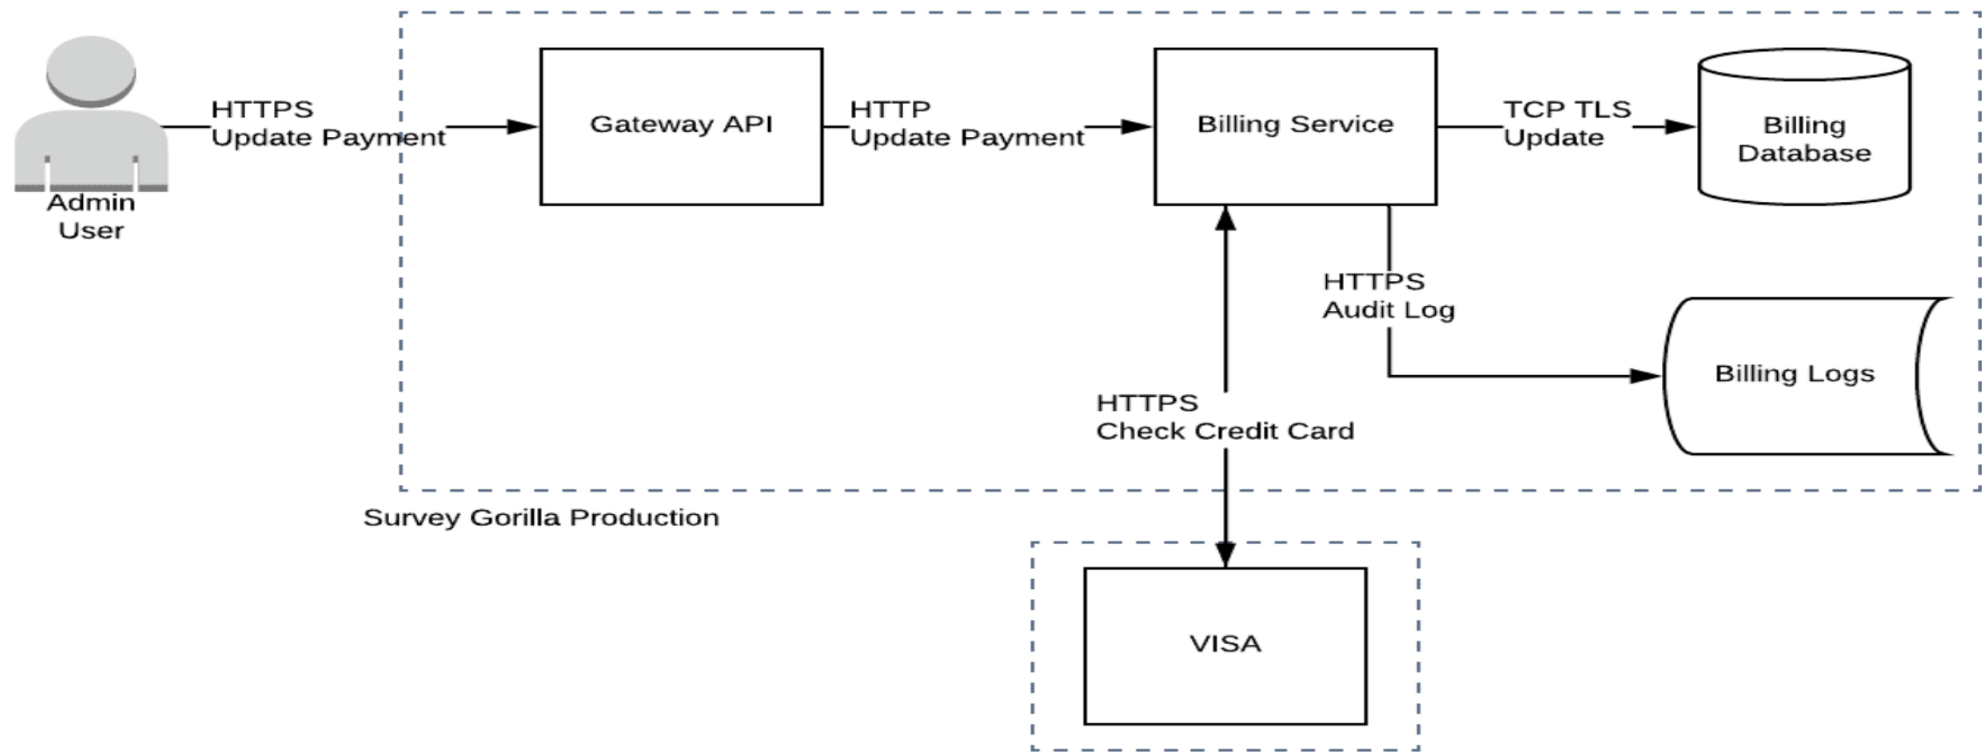 HTTPS
Update Payment
Admin
User
Gateway API
HTTP
Update Payment
Billing Service
TCP TLS
Update
Billing
Database
HTTPS
Audit Log
Billing Logs
HTTPS
Check Credit Card
Survey Gorilla Production
VISA